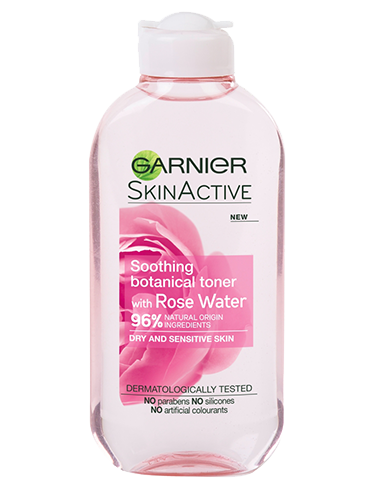 GARNIER
SKINACTIVE
NEW
Soothing
botanical toner
with Rose Water
96% NATURAL ORIGIN
INGREDIENTS
DRY AND SENSITIVE SKIN
DERMATOLOGICALLY TESTED
NO parabens NO silicones
NO artificial colourants